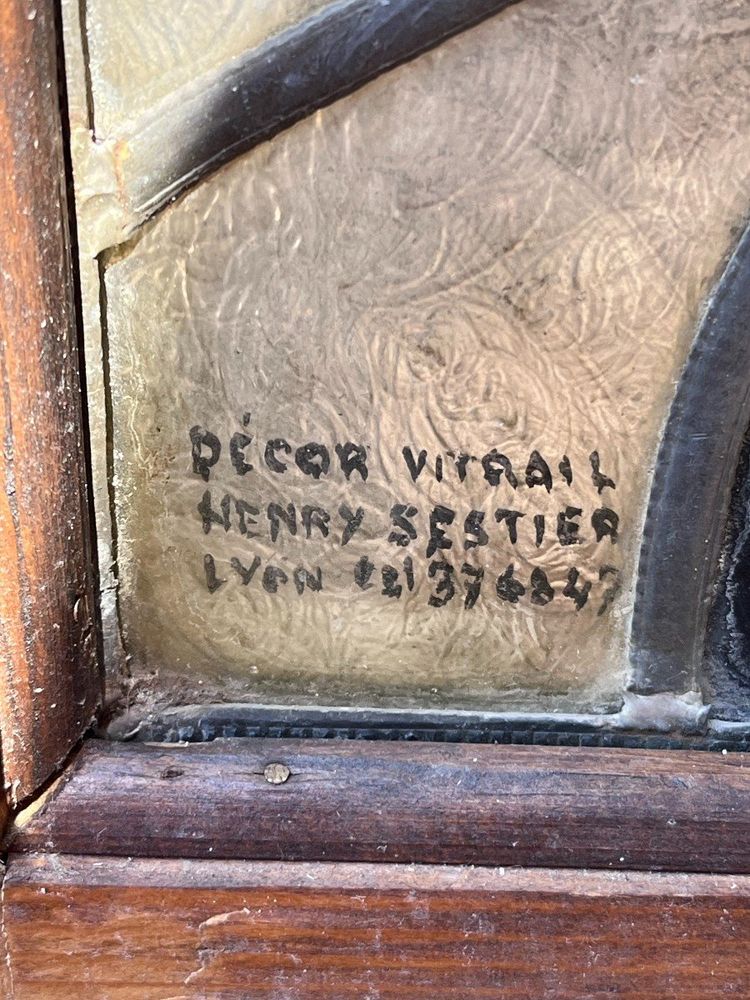 DÉCOR VITRAIL
HENRY SESTIER
LYON tel 376847